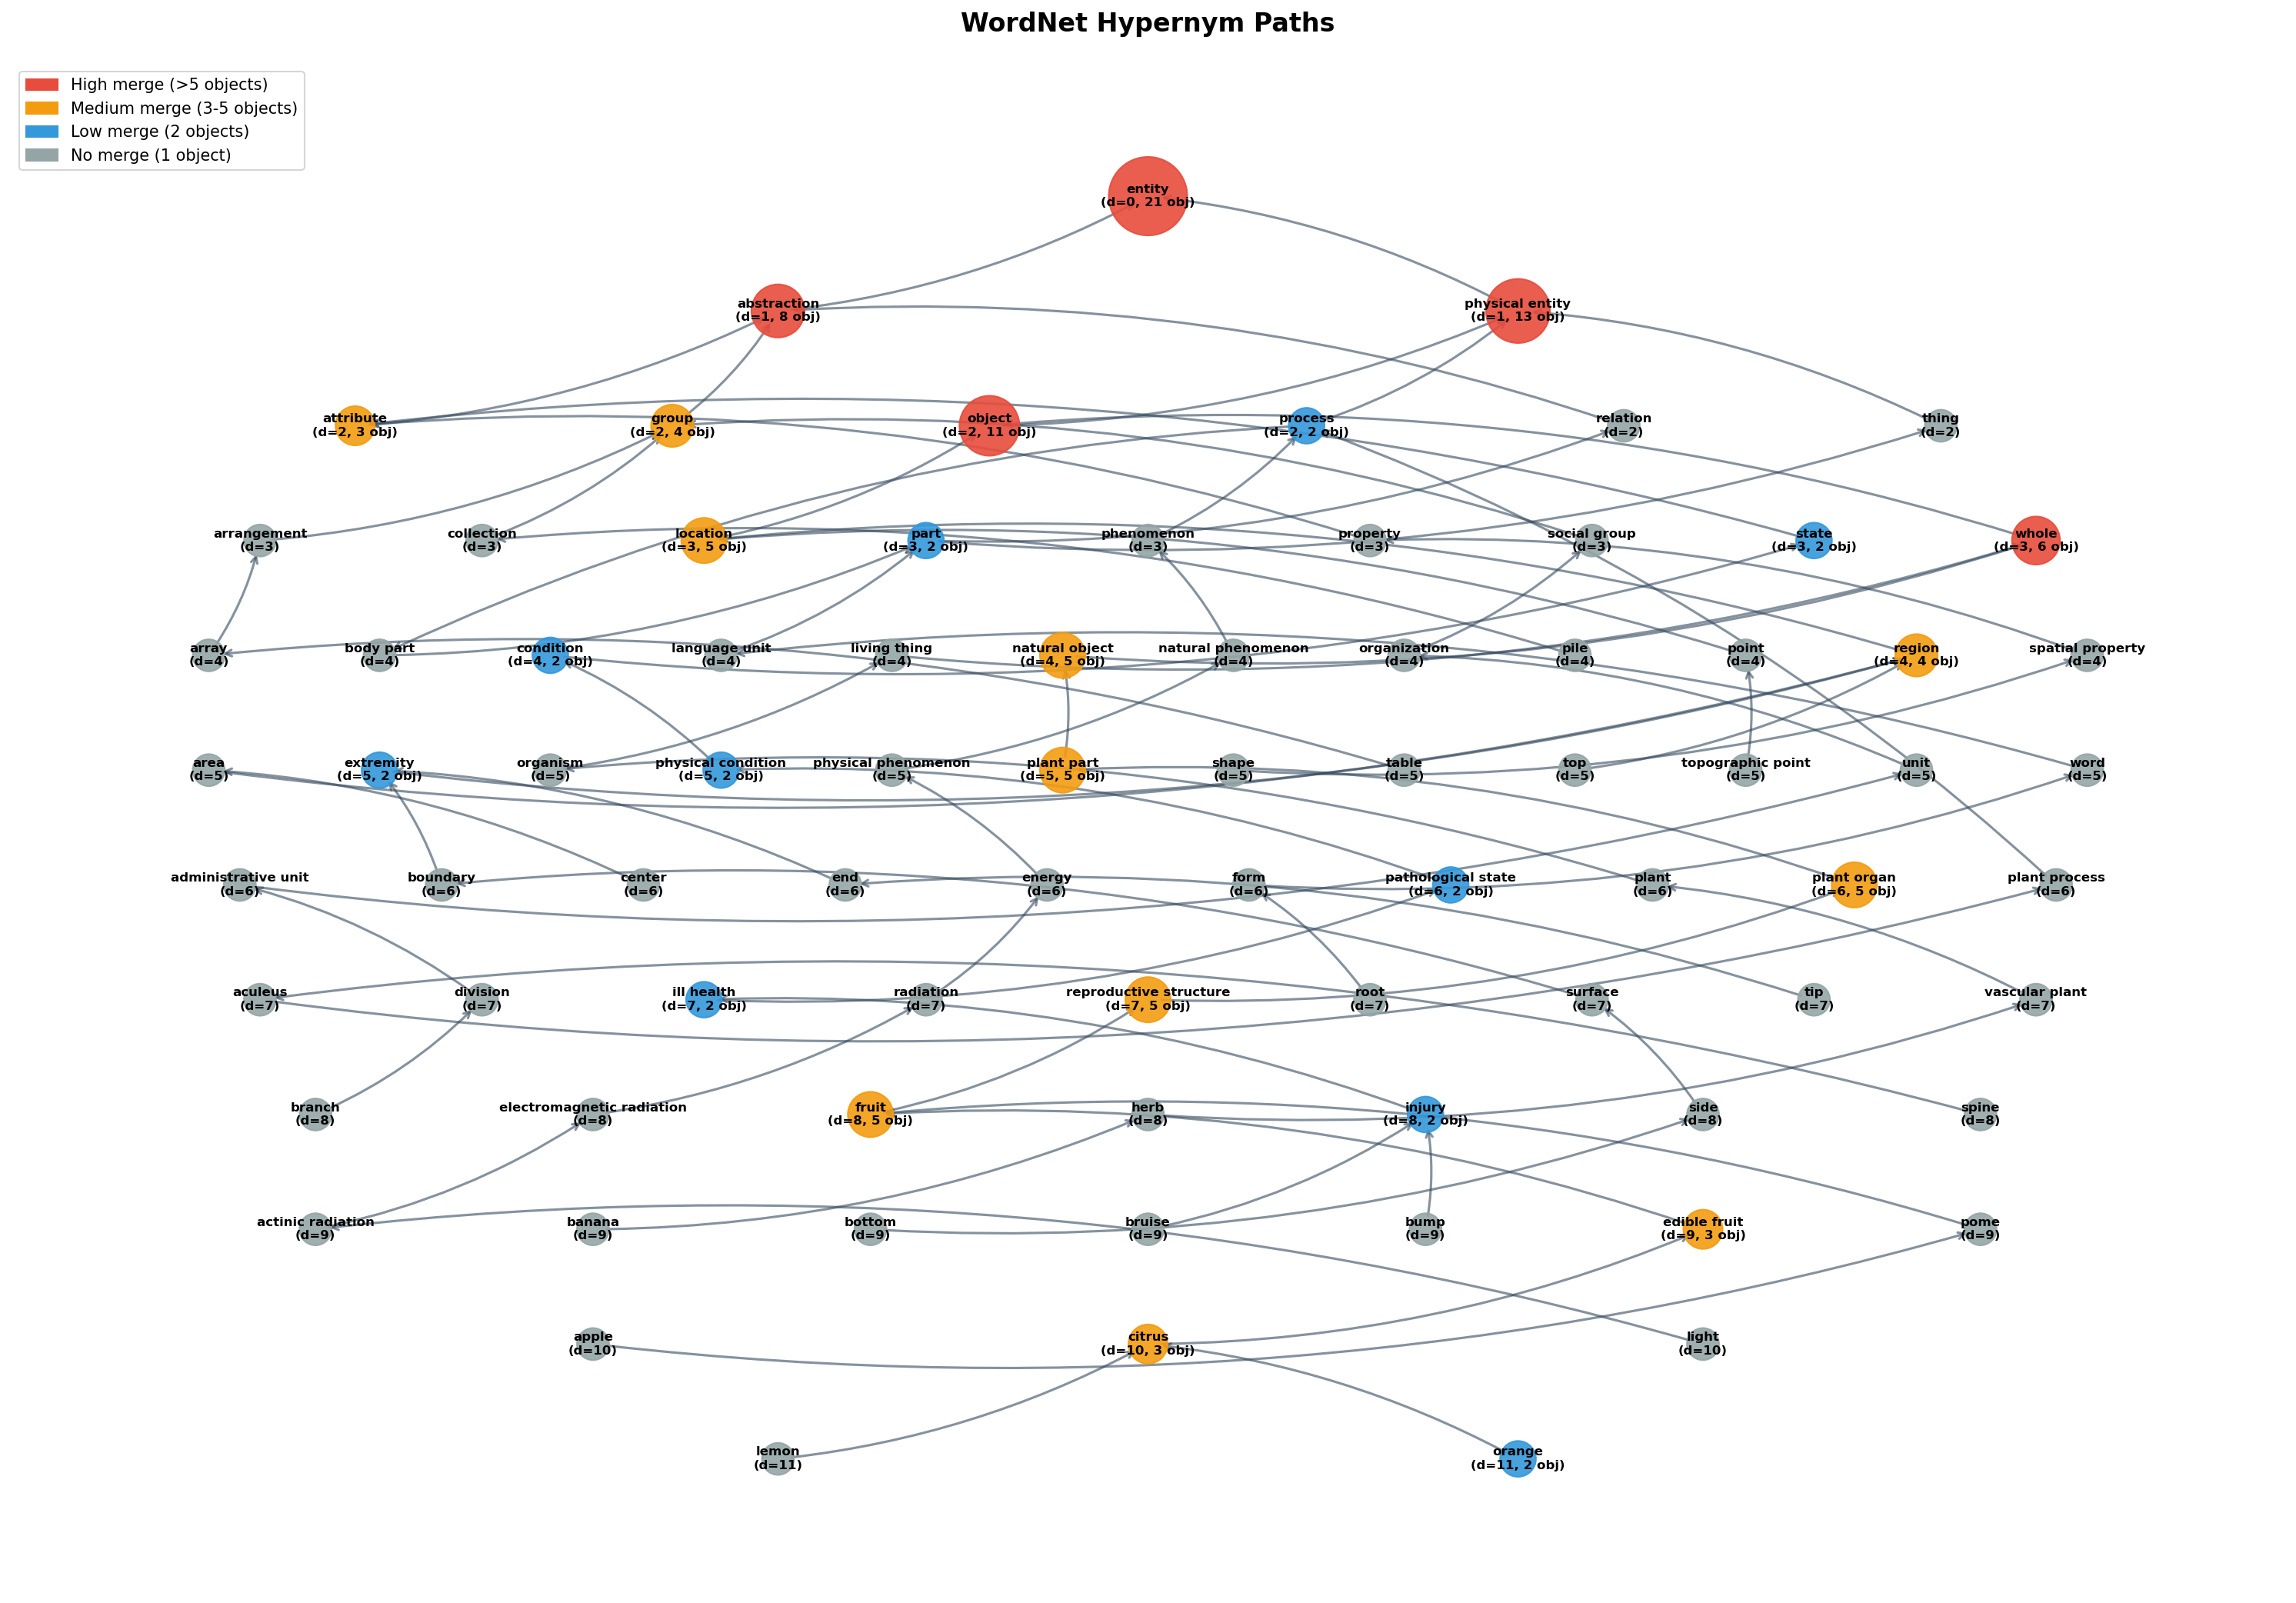 WordNet Hypernym Paths
High merge (>5 objects)
Medium merge (3-5 objects)
Low merge (2 objects)
No merge (1 object)
entity
(d=0, 21 obj)
abstraction
(d=1, 8 obj)
physical entity
(d=1, 13 obj)
attribute
(d=2, 3 obj)
group
(d=2, 4 obj)
object
(d=2, 11 obj)
process
(d=2, 2 obj)
relation
(d=2)
thing
(d=2)
arrangement
(d=3)
collection
(d=3)
location
(d=3, 5 obj)
part
(d=3, 2 obj)
phenomenon
(d=3)
property
(d=3)
social group
(d=3)
state
(d=3, 2 obj)
whole
(d=3, 6 obj)
array
(d=4)
body part
(d=4)
condition
(d=4, 2 obj)
language unit
(d=4)
living thing
(d=4)
natural object
(d=4, 5 obj)
natural phenomenon
(d=4)
organization
(d=4)
pile
(d=4)
point
(d=4)
region
(d=4, 4 obj)
spatial property
(d=4)
area
(d=5)
extremity
(d=5, 2 obj)
organism
(d=5)
physical condition
(d=5, 2 obj)
physical phenomenon
(d=5)
plant part
(d=5, 5 obj)
shape
(d=5)
table
(d=5)
top
(d=5)
topographic point
(d=5)
unit
(d=5)
word
(d=5)
administrative unit
(d=6)
boundary
(d=6)
center
(d=6)
end
(d=6)
energy
(d=6)
form
(d=6)
pathological state
(d=6, 2 obj)
plant
(d=6)
plant organ
(d=6, 5 obj)
plant process
(d=6)
aculeus
(d=7)
division
(d=7)
ill health
(d=7, 2 obj)
radiation
(d=7)
reproductive structure
(d=7, 5 obj)
root
(d=7)
surface
(d=7)
tip
(d=7)
vascular plant
(d=7)
branch
(d=8)
electromagnetic radiation
(d=8)
fruit
(d=8, 5 obj)
herb
(d=8)
injury
(d=8, 2 obj)
side
(d=8)
spine
(d=8)
actinic radiation
(d=9)
banana
(d=9)
bottom
(d=9)
bruise
(d=9)
bump
(d=9)
edible fruit
(d=9, 3 obj)
pome
(d=9)
apple
(d=10)
citrus
(d=10, 3 obj)
light
(d=10)
lemon
(d=11)
orange
(d=11, 2 obj)